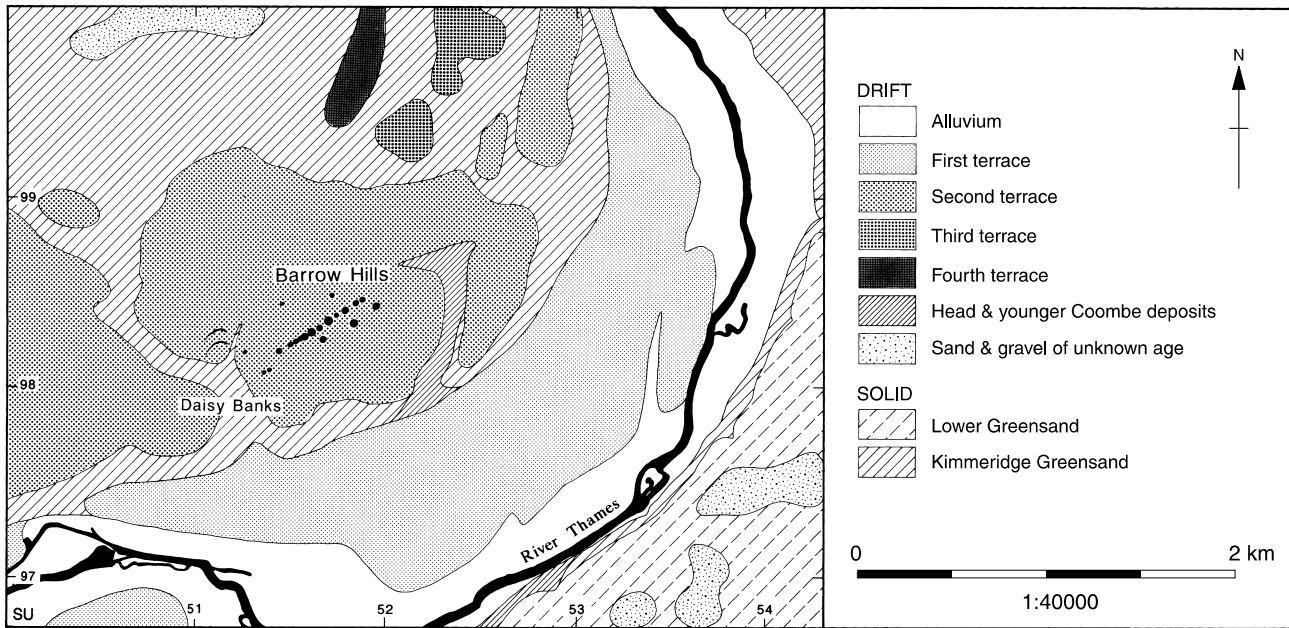 99
Barrow Hills
98
Daisy Banks
River Thames
97
SU
51
52
53
54
N
DRIFT
Alluvium
First terrace
Second terrace
Third terrace
Fourth terrace
Head & younger Coombe deposits
Sand & gravel of unknown age
SOLID
Lower Greensand
Kimmeridge Greensand
0 2 km
1:40000